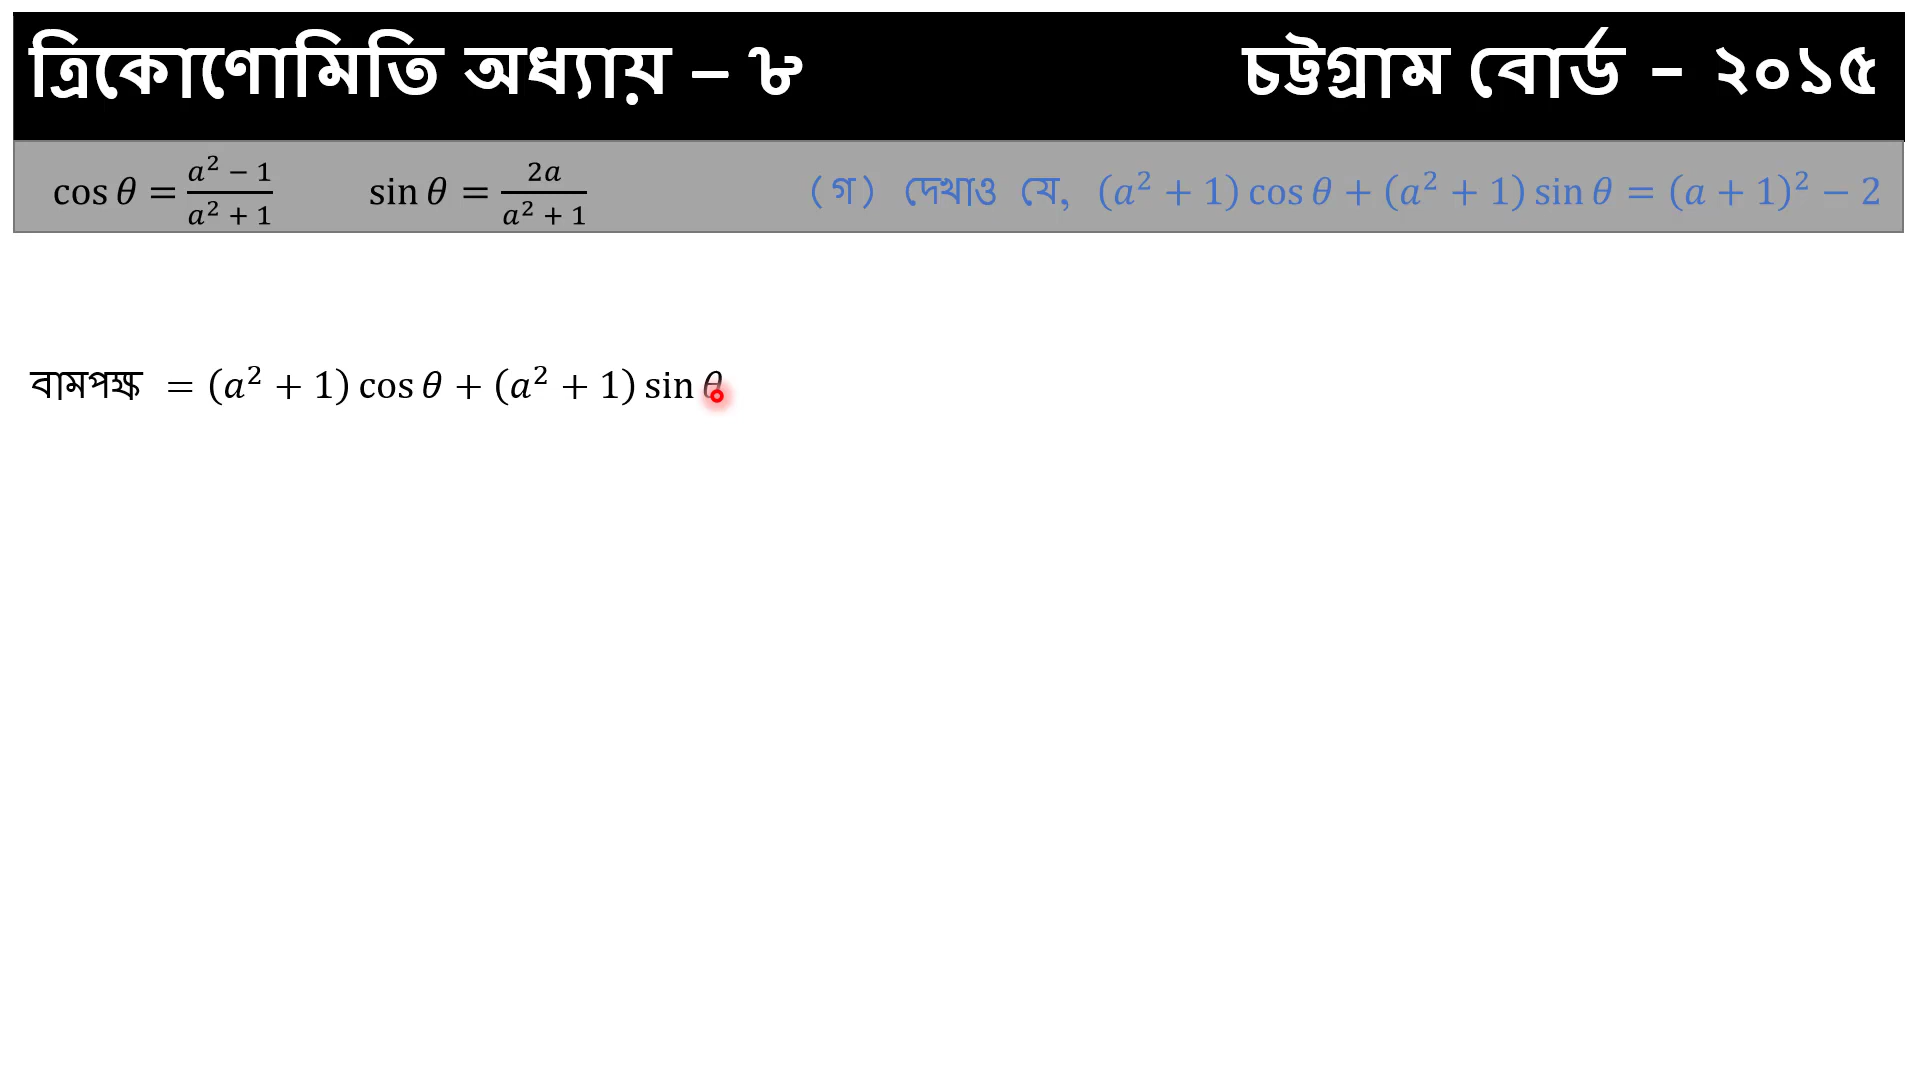 ত্রিকোণোমিতি অধ্যায় – ৮ চট্টগ্রাম বোর্ড – ২০১৫
cos θ = (a² − 1)/(a² + 1) sin θ = 2a/(a² + 1) (গ) দেখাও যে, (a² + 1) cos θ + (a² + 1) sin θ = (a + 1)² − 2
বামপক্ষ = (a² + 1) cos θ + (a² + 1) sin θ